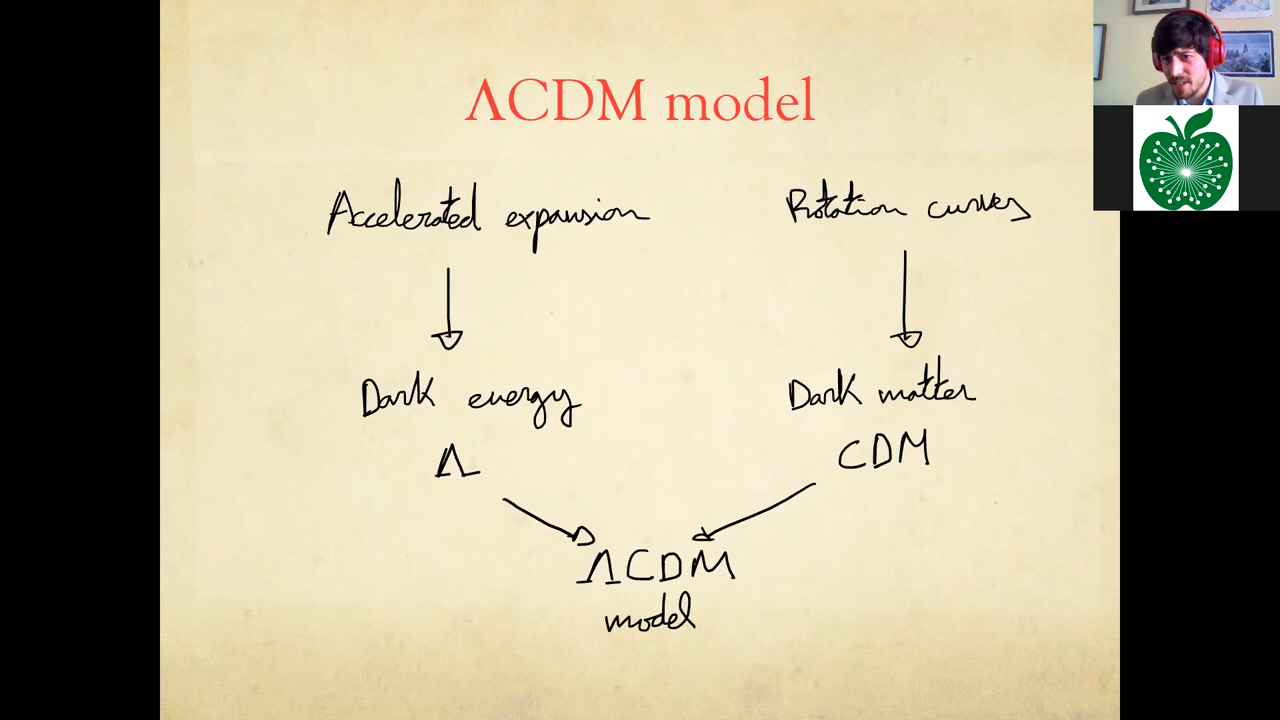 ΛCDM model
Accelerated expansion
Rotation curves
Dark energy
Dark matter
Λ
CDM
ΛCDM
model